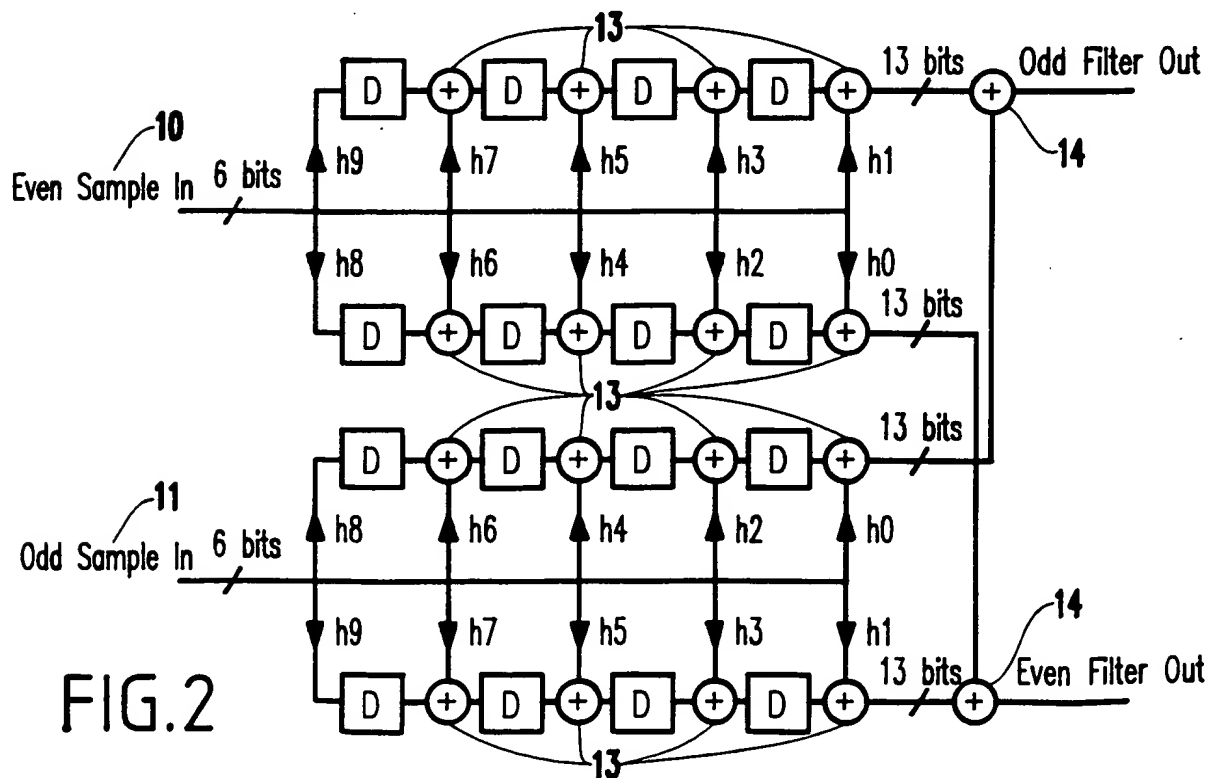 13
13 bits
Odd Filter Out
D + D + D + D + +
10
14
h9 h7 h5 h3 h1
Even Sample In 6 bits
h8 h6 h4 h2 h0
13 bits
D + D + D + D +
13
13 bits
D + D + D + D +
11
h8 h6 h4 h2 h0
Odd Sample In 6 bits
h9 h7 h5 h3 h1
14
13 bits
Even Filter Out
D + D + D + D + +
FIG.2
13